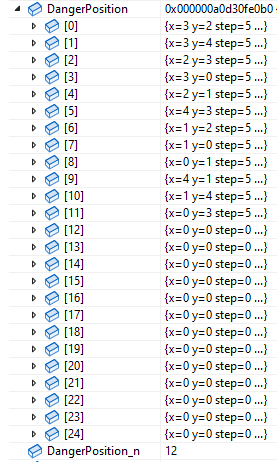 DangerPosition 0x000000a0d30fe0b0
[0] {x=3 y=2 step=5 ...}
[1] {x=3 y=4 step=5 ...}
[2] {x=2 y=3 step=5 ...}
[3] {x=3 y=0 step=5 ...}
[4] {x=2 y=1 step=5 ...}
[5] {x=4 y=3 step=5 ...}
[6] {x=1 y=2 step=5 ...}
[7] {x=1 y=0 step=5 ...}
[8] {x=0 y=1 step=5 ...}
[9] {x=4 y=1 step=5 ...}
[10] {x=1 y=4 step=5 ...}
[11] {x=0 y=3 step=5 ...}
[12] {x=0 y=0 step=0 ...}
[13] {x=0 y=0 step=0 ...}
[14] {x=0 y=0 step=0 ...}
[15] {x=0 y=0 step=0 ...}
[16] {x=0 y=0 step=0 ...}
[17] {x=0 y=0 step=0 ...}
[18] {x=0 y=0 step=0 ...}
[19] {x=0 y=0 step=0 ...}
[20] {x=0 y=0 step=0 ...}
[21] {x=0 y=0 step=0 ...}
[22] {x=0 y=0 step=0 ...}
[23] {x=0 y=0 step=0 ...}
[24] {x=0 y=0 step=0 ...}
DangerPosition_n 12